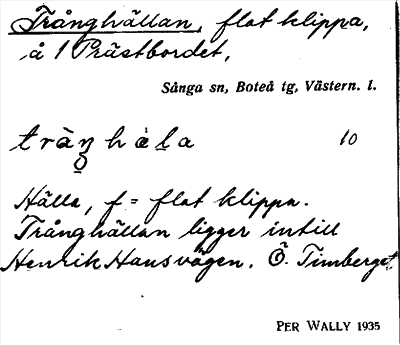 Trånghällan, flat klippa,
å 1 Prästbordet,
Sånga sn, Boteå tg, Västern. l.
10
Hälla, f = flat klippa.
Trånghällan ligger intill
Henrik Hansvägen. Ö. Timberget
PER WALLY 1935